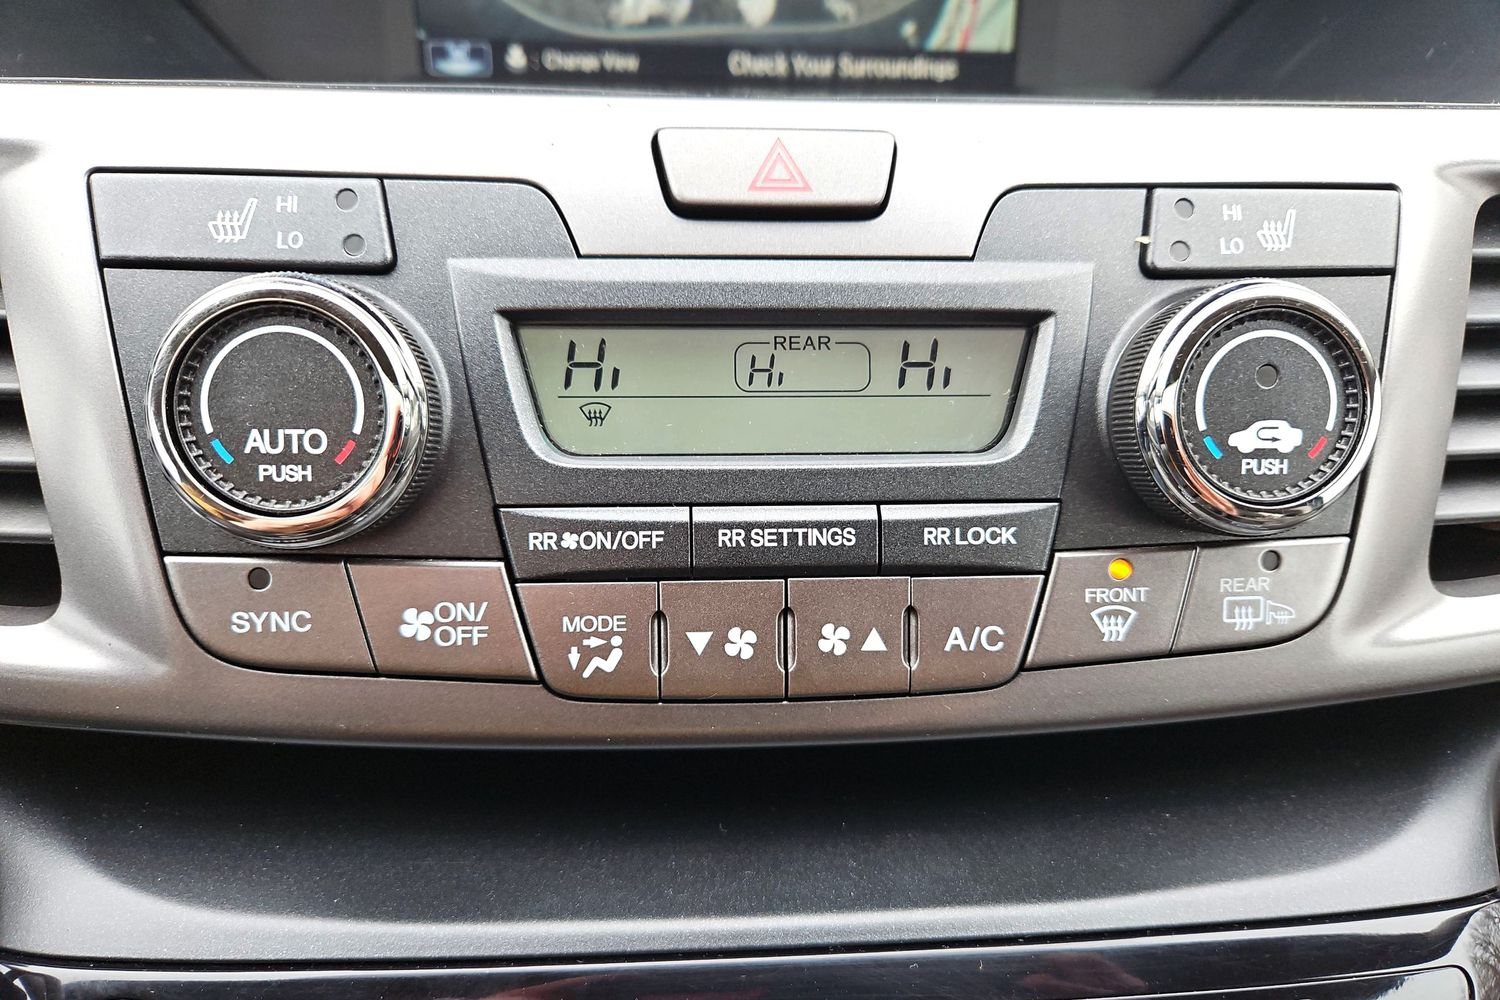 : Change View
Check Your Surroundings
HI
LO
HI
LO
Hi
REAR
Hi
Hi
AUTO
PUSH
PUSH
RR ON/OFF
RR SETTINGS
RR LOCK
SYNC
ON/
OFF
MODE
A/C
FRONT
REAR